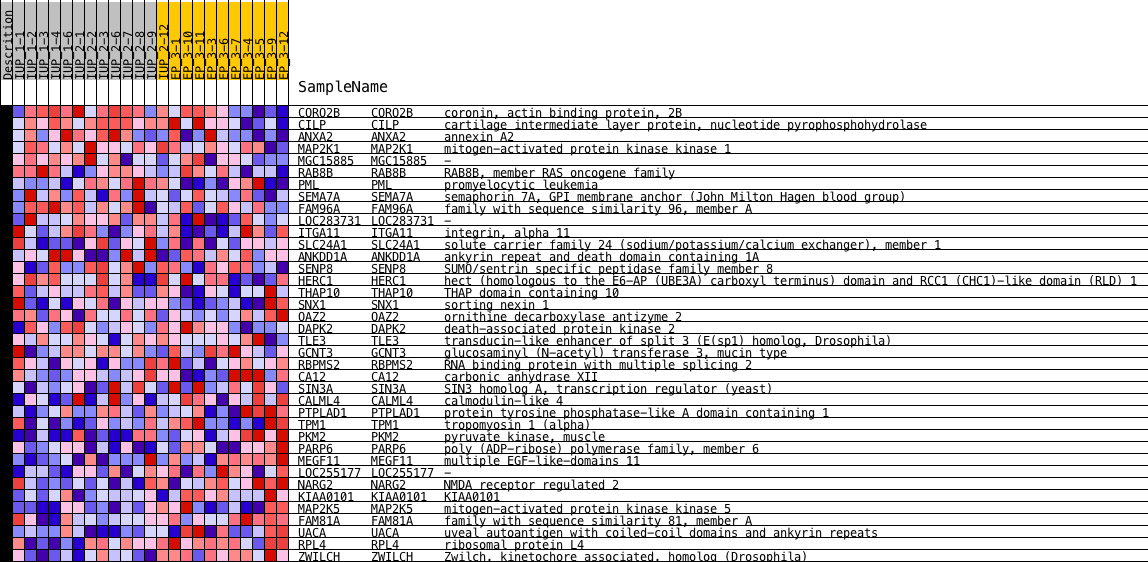 Descrition
IUP_1-1
IUP_1-2
IUP_1-3
IUP_1-4
IUP_1-6
IUP_2-1
IUP_2-2
IUP_2-3
IUP_2-6
IUP_2-7
IUP_2-8
IUP_2-9
IUP_2-12
EP_3-1
EP_3-10
EP_3-11
EP_3-3
EP_3-6
EP_3-7
EP_3-4
EP_3-5
EP_3-9
EP_3-12
SampleName
CORO2B CORO2B coronin, actin binding protein, 2B
CILP CILP cartilage intermediate layer protein, nucleotide pyrophosphohydrolase
ANXA2 ANXA2 annexin A2
MAP2K1 MAP2K1 mitogen-activated protein kinase kinase 1
MGC15885 MGC15885 -
RAB8B RAB8B RAB8B, member RAS oncogene family
PML PML promyelocytic leukemia
SEMA7A SEMA7A semaphorin 7A, GPI membrane anchor (John Milton Hagen blood group)
FAM96A FAM96A family with sequence similarity 96, member A
LOC283731 LOC283731 -
ITGA11 ITGA11 integrin, alpha 11
SLC24A1 SLC24A1 solute carrier family 24 (sodium/potassium/calcium exchanger), member 1
ANKDD1A ANKDD1A ankyrin repeat and death domain containing 1A
SENP8 SENP8 SUMO/sentrin specific peptidase family member 8
HERC1 HERC1 hect (homologous to the E6-AP (UBE3A) carboxyl terminus) domain and RCC1 (CHC1)-like domain (RLD) 1
THAP10 THAP10 THAP domain containing 10
SNX1 SNX1 sorting nexin 1
OAZ2 OAZ2 ornithine decarboxylase antizyme 2
DAPK2 DAPK2 death-associated protein kinase 2
TLE3 TLE3 transducin-like enhancer of split 3 (E(sp1) homolog, Drosophila)
GCNT3 GCNT3 glucosaminyl (N-acetyl) transferase 3, mucin type
RBPMS2 RBPMS2 RNA binding protein with multiple splicing 2
CA12 CA12 carbonic anhydrase XII
SIN3A SIN3A SIN3 homolog A, transcription regulator (yeast)
CALML4 CALML4 calmodulin-like 4
PTPLAD1 PTPLAD1 protein tyrosine phosphatase-like A domain containing 1
TPM1 TPM1 tropomyosin 1 (alpha)
PKM2 PKM2 pyruvate kinase, muscle
PARP6 PARP6 poly (ADP-ribose) polymerase family, member 6
MEGF11 MEGF11 multiple EGF-like-domains 11
LOC255177 LOC255177 -
NARG2 NARG2 NMDA receptor regulated 2
KIAA0101 KIAA0101 KIAA0101
MAP2K5 MAP2K5 mitogen-activated protein kinase kinase 5
FAM81A FAM81A family with sequence similarity 81, member A
UACA UACA uveal autoantigen with coiled-coil domains and ankyrin repeats
RPL4 RPL4 ribosomal protein L4
ZWILCH ZWILCH Zwilch, kinetochore associated, homolog (Drosophila)